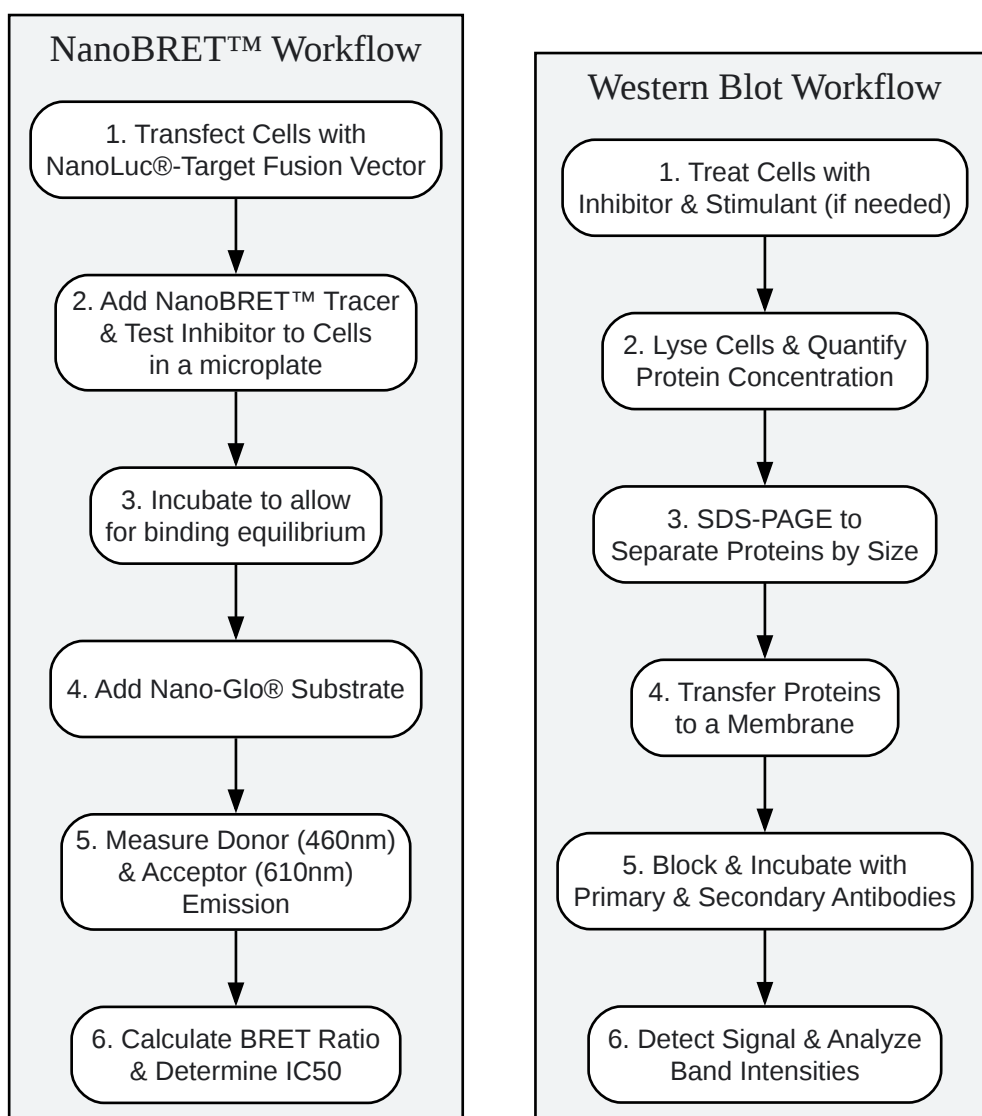 NanoBRET™ Workflow
1. Transfect Cells with
NanoLuc®-Target Fusion Vector
2. Add NanoBRET™ Tracer
& Test Inhibitor to Cells
in a microplate
3. Incubate to allow
for binding equilibrium
4. Add Nano-Glo® Substrate
5. Measure Donor (460nm)
& Acceptor (610nm)
Emission
6. Calculate BRET Ratio
& Determine IC50
Western Blot Workflow
1. Treat Cells with
Inhibitor & Stimulant (if needed)
2. Lyse Cells & Quantify
Protein Concentration
3. SDS-PAGE to
Separate Proteins by Size
4. Transfer Proteins
to a Membrane
5. Block & Incubate with
Primary & Secondary Antibodies
6. Detect Signal & Analyze
Band Intensities